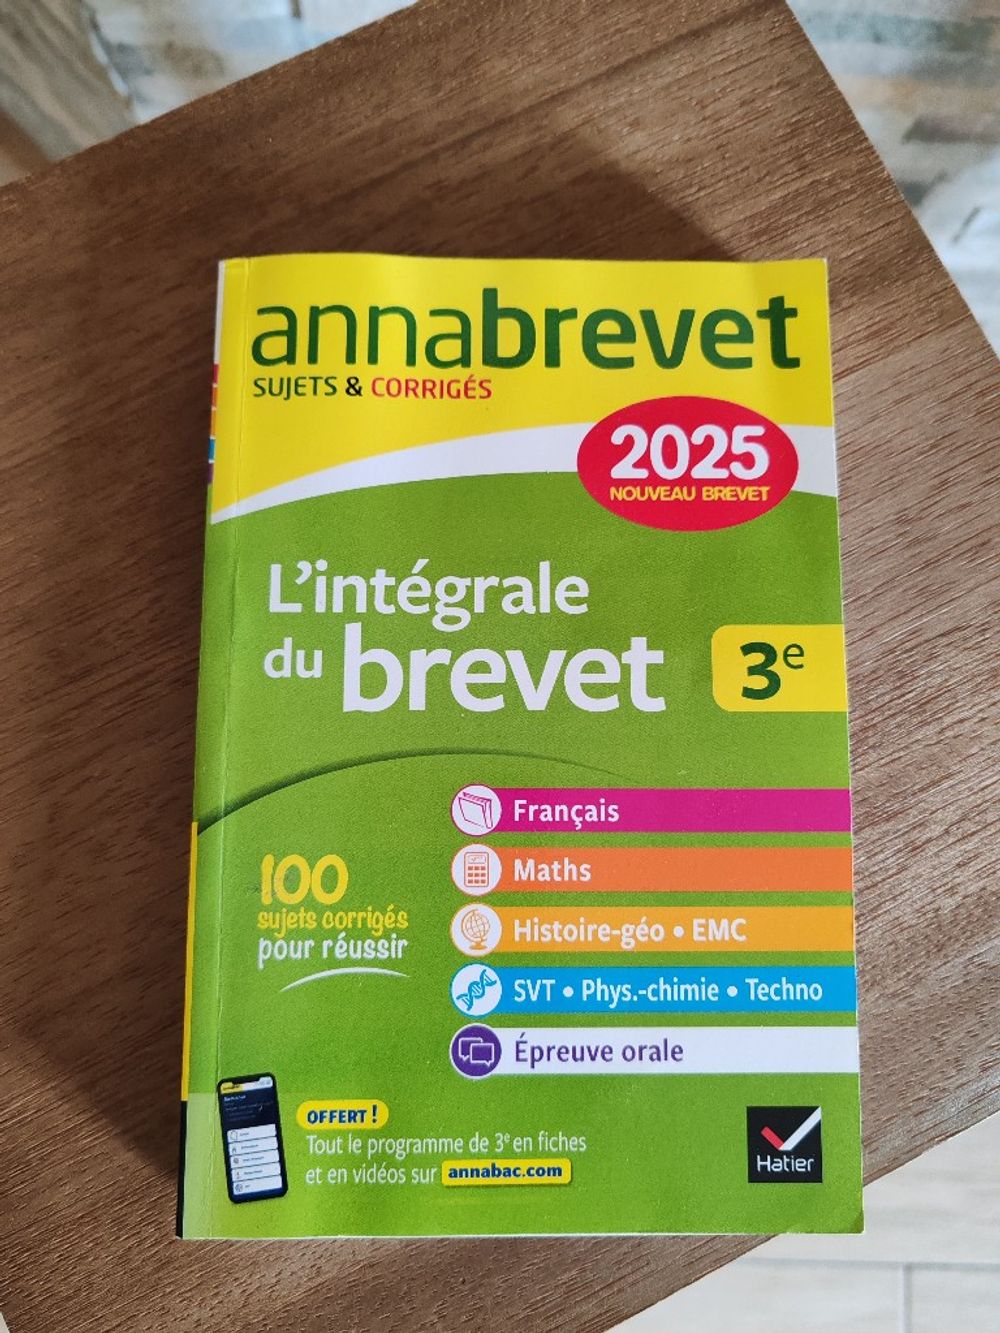 annabrevet
SUJETS & CORRIGÉS
2025
NOUVEAU BREVET
L'intégrale
du brevet
3e
Français
Maths
Histoire-géo • EMC
SVT • Phys.-chimie • Techno
Épreuve orale
100
sujets corrigés
pour réussir
OFFERT !
Tout le programme de 3e en fiches
et en vidéos sur annabac.com
Hatier